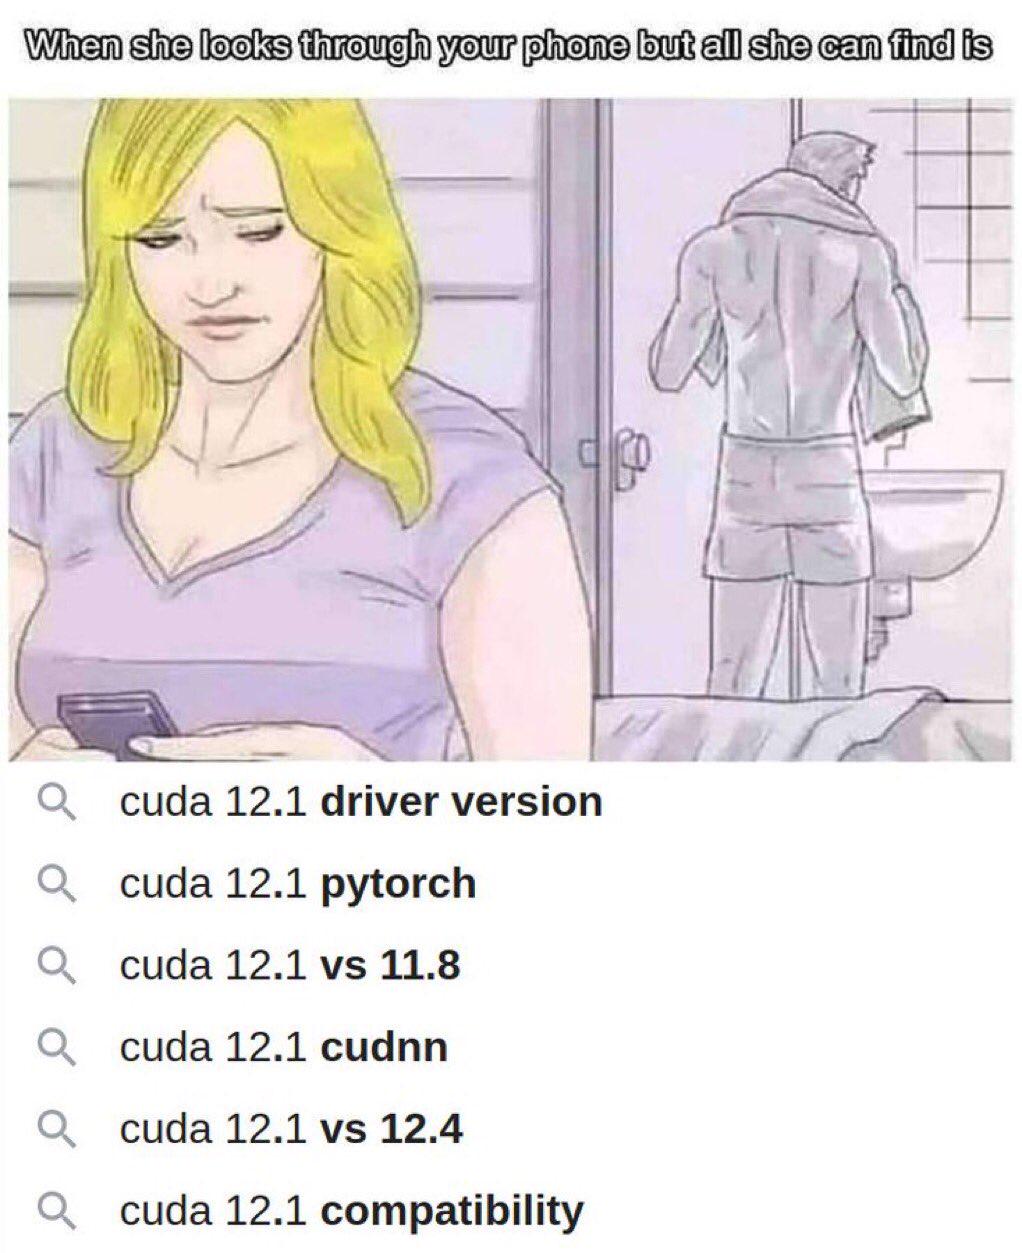 When she looks through your phone but all she can find is
cuda 12.1 driver version
cuda 12.1 pytorch
cuda 12.1 vs 11.8
cuda 12.1 cudnn
cuda 12.1 vs 12.4
cuda 12.1 compatibility